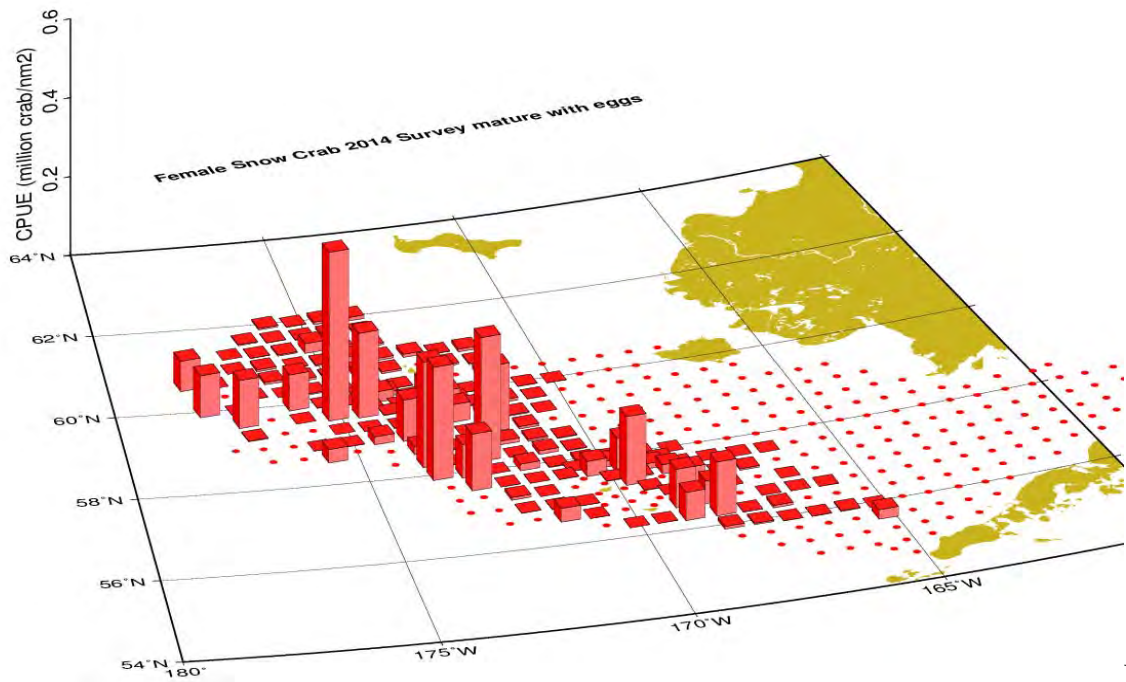 0.6
0.4
0.2
CPUE (million crab/nm2)
Female Snow Crab 2014 Survey mature with eggs
64°N
62°N
60°N
58°N
56°N
54°N
180°
175°W
170°W
165°W